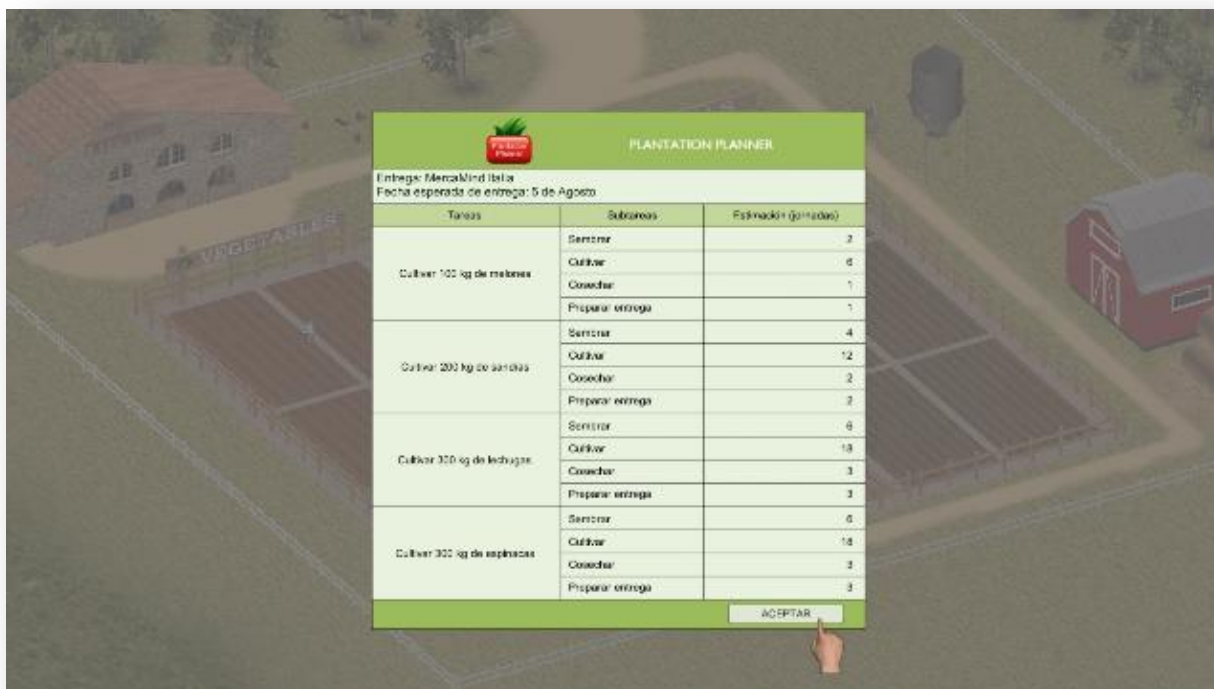 Plantation
Planner
PLANTATION PLANNER
Entrega: MercaMind Italia
Fecha esperada de entrega: 5 de Agosto
Tareas Subtareas Estimación (jornadas)
Cultivar 100 kg de melones
Sembrar 2
Cultivar 6
Cosechar 1
Preparar entrega 1
Cultivar 200 kg de sandías
Sembrar 4
Cultivar 12
Cosechar 2
Preparar entrega 2
Cultivar 300 kg de lechugas
Sembrar 6
Cultivar 18
Cosechar 3
Preparar entrega 3
Cultivar 300 kg de espinacas
Sembrar 6
Cultivar 18
Cosechar 3
Preparar entrega 3
ACEPTAR
VEGETABLES